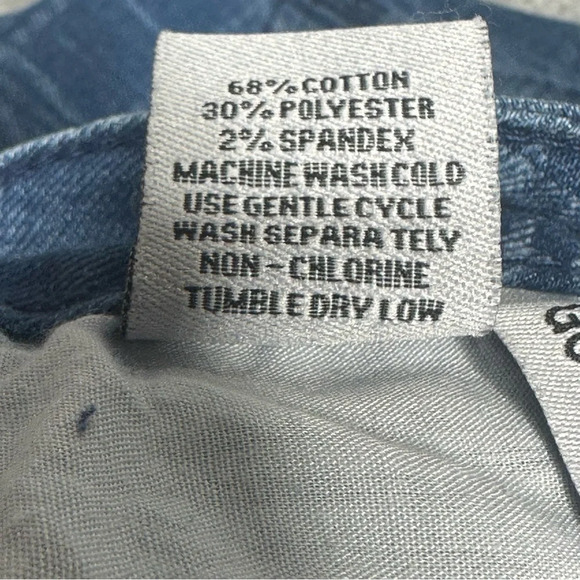 68% COTTON
30% POLYESTER
2% SPANDEX
MACHINE WASH COLD
USE GENTLE CYCLE
WASH SEPARA TELY
NON-CHLORINE
TUMBLE DRY LOW